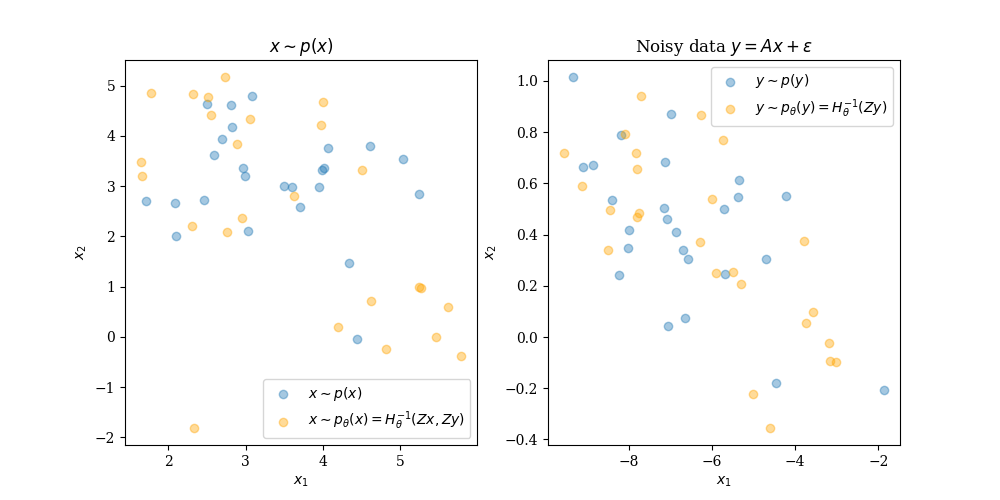 x ∼ p(x)
x₂
5
4
3
2
1
0
−1
−2
x ∼ p(x)
x ∼ p_θ(x) = H_θ^{−1}(Zx, Zy)
2 3 4 5
x₁
Noisy data y = Ax + ε
x₂
1.0
0.8
0.6
0.4
0.2
0.0
−0.2
−0.4
y ∼ p(y)
y ∼ p_θ(y) = H_θ^{−1}(Zy)
−8 −6 −4 −2
x₁